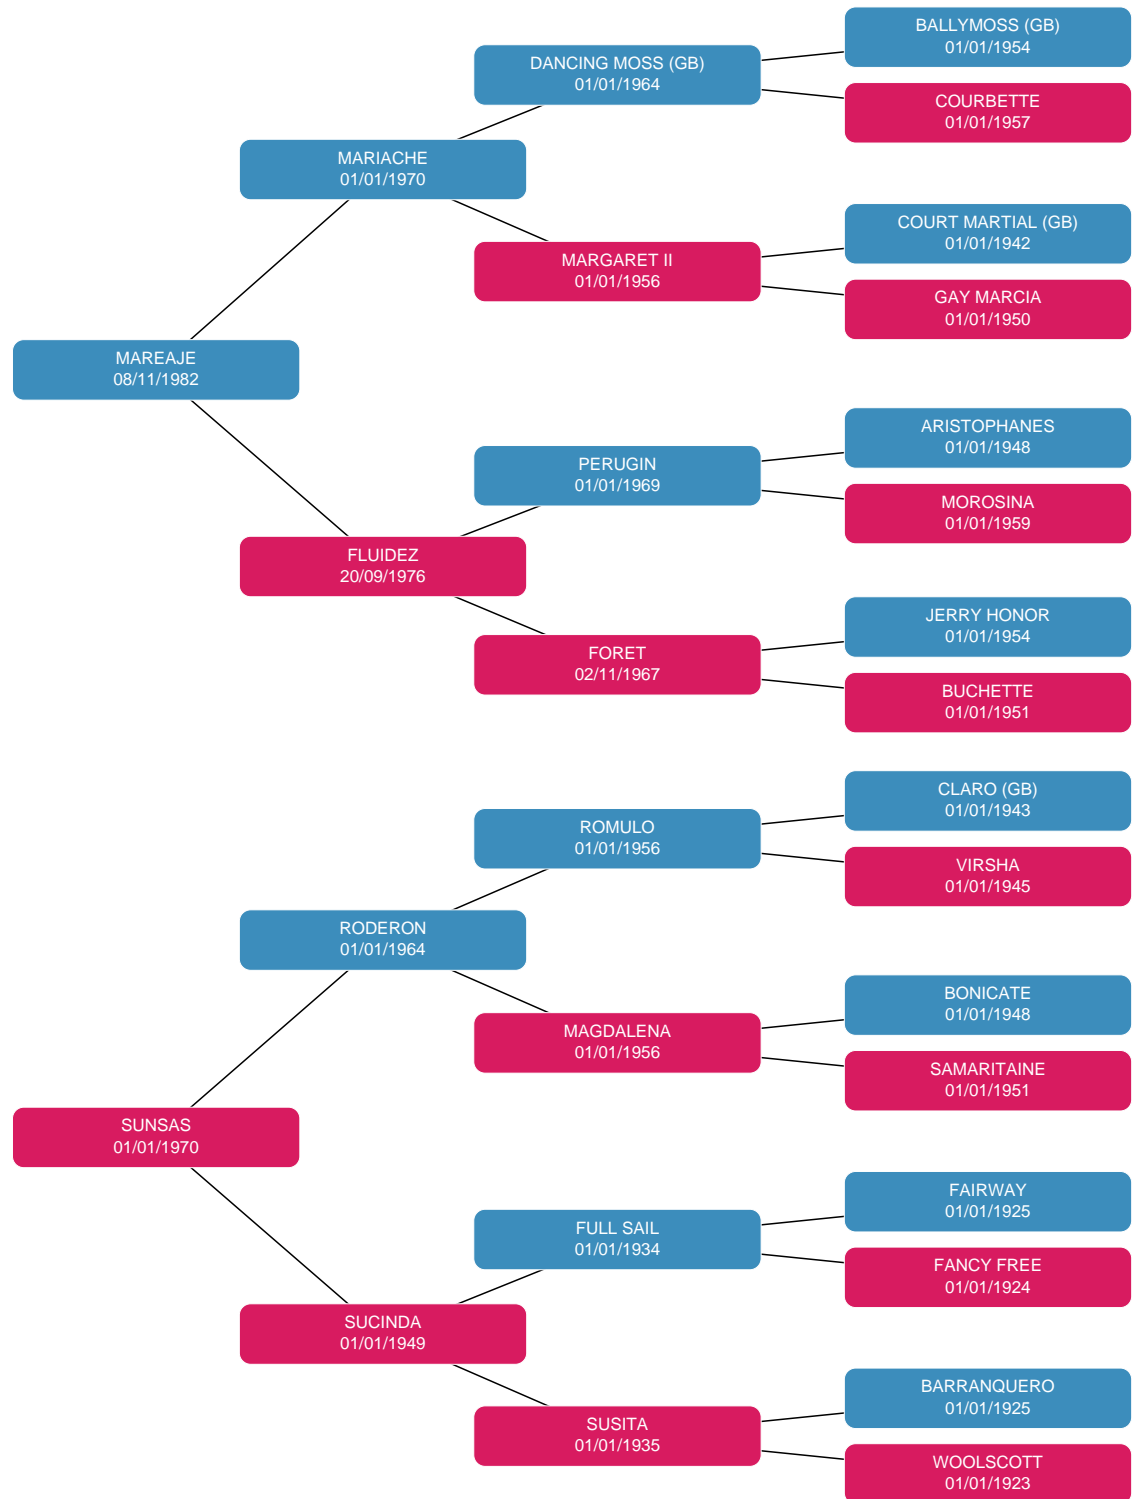 BALLYMOSS (GB)
01/01/1954
DANCING MOSS (GB)
01/01/1964
COURBETTE
01/01/1957
MARIACHE
01/01/1970
COURT MARTIAL (GB)
01/01/1942
MARGARET II
01/01/1956
GAY MARCIA
01/01/1950
MAREAJE
08/11/1982
ARISTOPHANES
01/01/1948
PERUGIN
01/01/1969
MOROSINA
01/01/1959
FLUIDEZ
20/09/1976
JERRY HONOR
01/01/1954
FORET
02/11/1967
BUCHETTE
01/01/1951
CLARO (GB)
01/01/1943
ROMULO
01/01/1956
VIRSHA
01/01/1945
RODERON
01/01/1964
BONICATE
01/01/1948
MAGDALENA
01/01/1956
SAMARITAINE
01/01/1951
SUNSAS
01/01/1970
FAIRWAY
01/01/1925
FULL SAIL
01/01/1934
FANCY FREE
01/01/1924
SUCINDA
01/01/1949
BARRANQUERO
01/01/1925
SUSITA
01/01/1935
WOOLSCOTT
01/01/1923